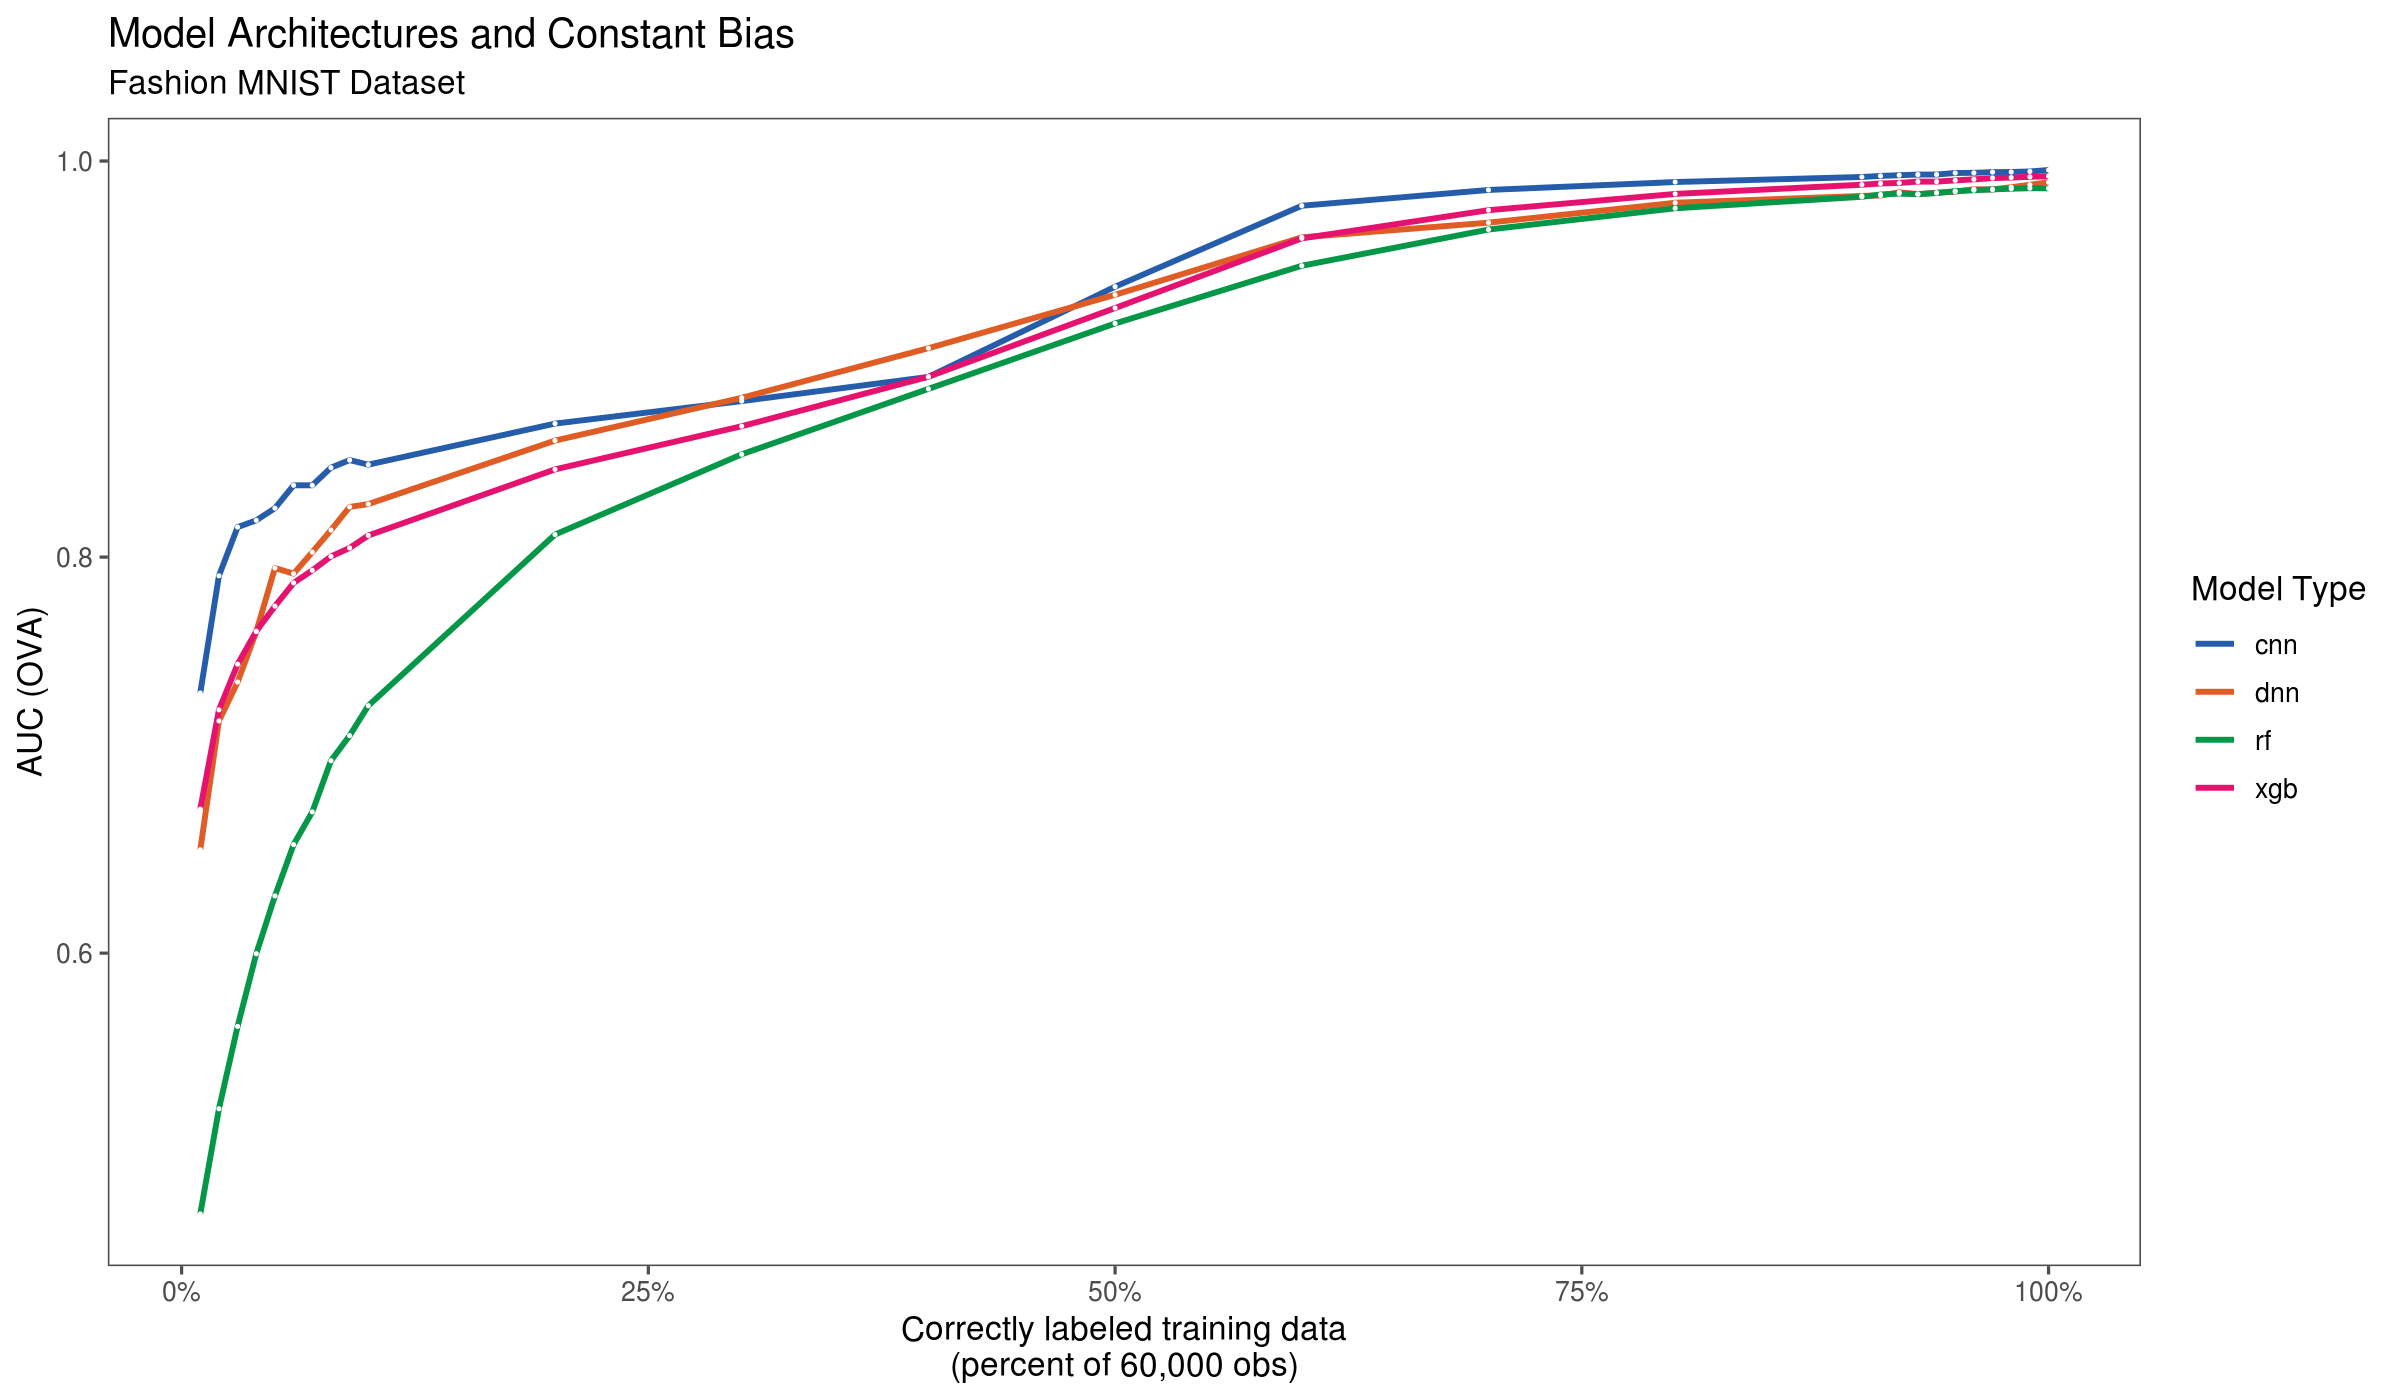 Model Architectures and Constant Bias
Fashion MNIST Dataset
1.0
0.8
0.6
AUC (OVA)
0%
25%
50%
75%
100%
Correctly labeled training data
(percent of 60,000 obs)
Model Type
cnn
dnn
rf
xgb